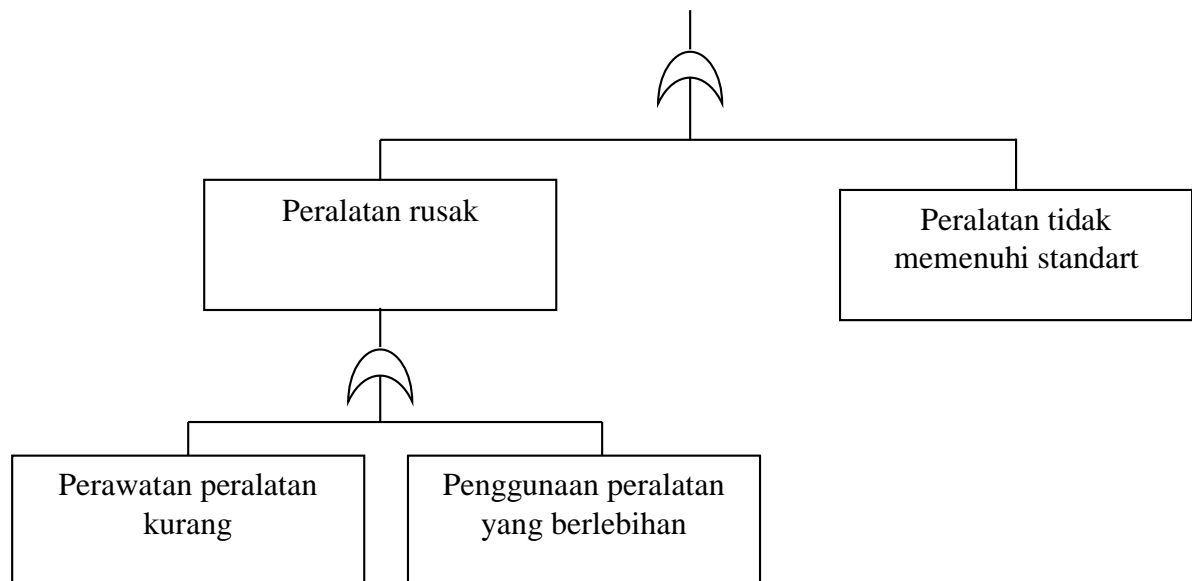 Peralatan rusak
Peralatan tidak
memenuhi standart
Perawatan peralatan
kurang
Penggunaan peralatan
yang berlebihan